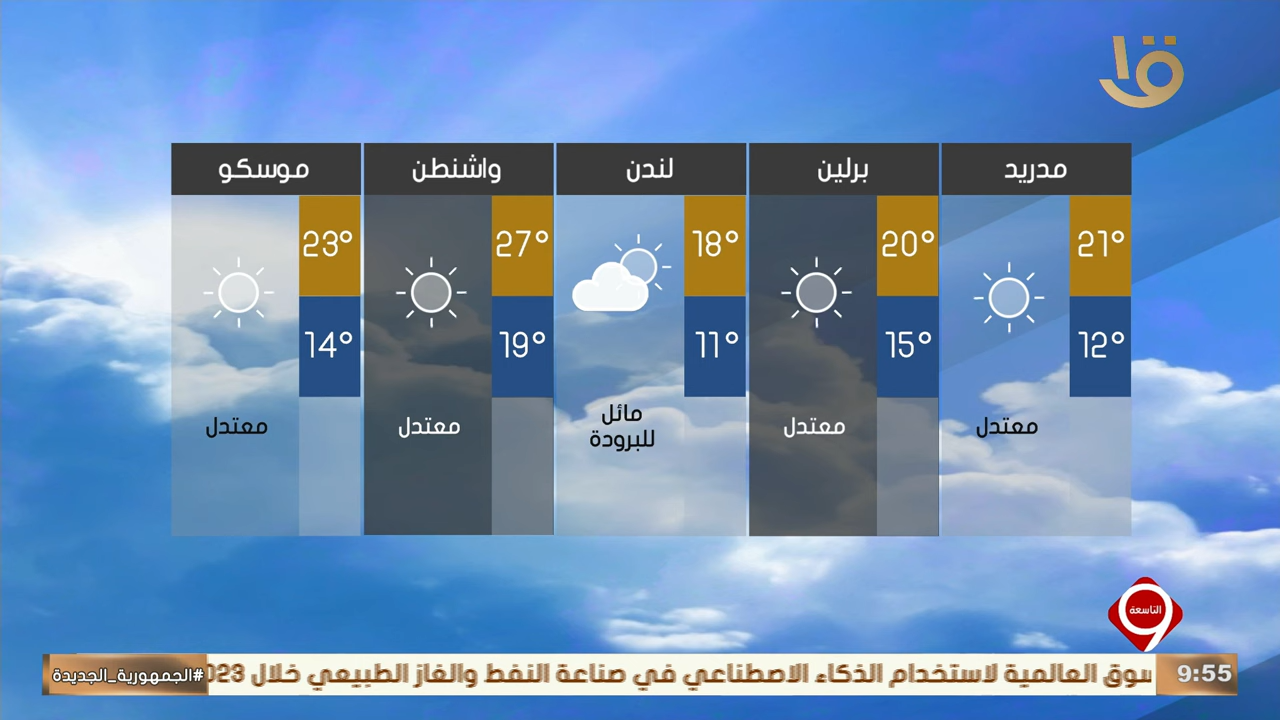 مدريد
21°
12°
معتدل
برلين
20°
15°
معتدل
لندن
18°
11°
مائل
للبرودة
واشنطن
27°
19°
معتدل
موسكو
23°
14°
معتدل
التاسعة
9
9:55
سوق العالمية لاستخدام الذكاء الاصطناعي في صناعة النفط والغاز الطبيعي خلال 023
#الجمهورية_الجديدة